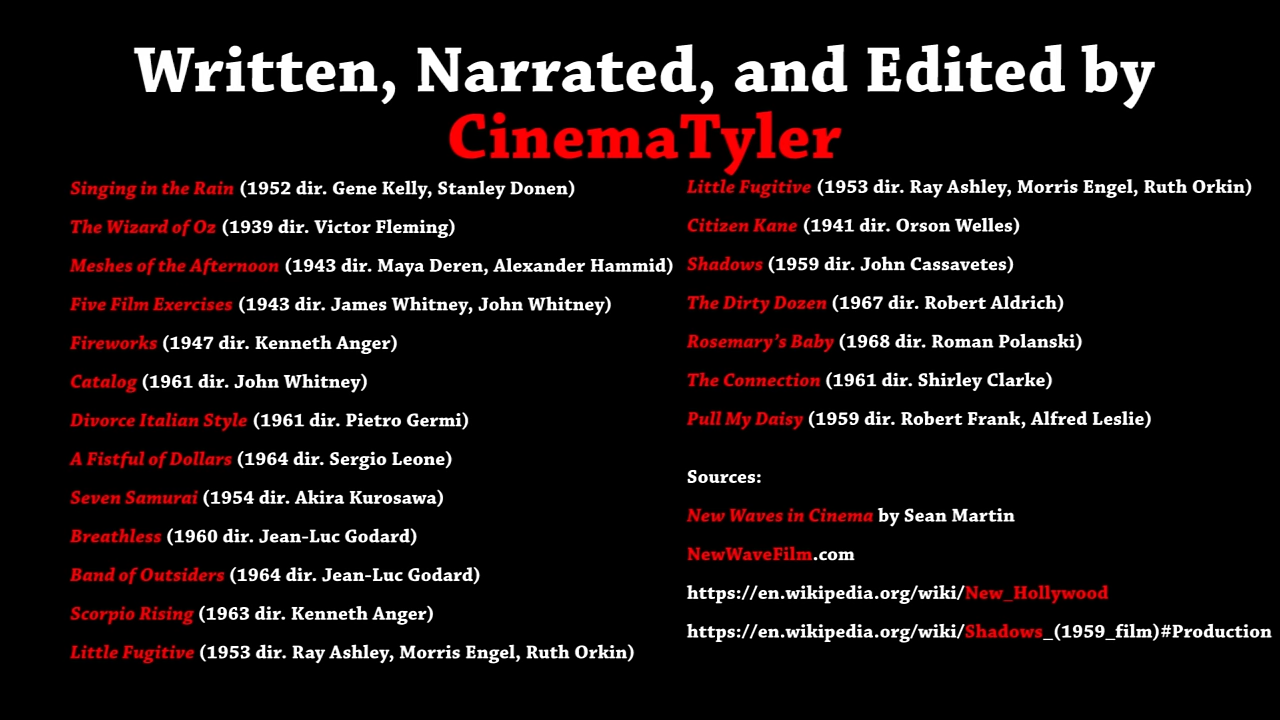 Written, Narrated, and Edited by
CinemaTyler
Singing in the Rain (1952 dir. Gene Kelly, Stanley Donen)
The Wizard of Oz (1939 dir. Victor Fleming)
Meshes of the Afternoon (1943 dir. Maya Deren, Alexander Hammid)
Five Film Exercises (1943 dir. James Whitney, John Whitney)
Fireworks (1947 dir. Kenneth Anger)
Catalog (1961 dir. John Whitney)
Divorce Italian Style (1961 dir. Pietro Germi)
A Fistful of Dollars (1964 dir. Sergio Leone)
Seven Samurai (1954 dir. Akira Kurosawa)
Breathless (1960 dir. Jean-Luc Godard)
Band of Outsiders (1964 dir. Jean-Luc Godard)
Scorpio Rising (1963 dir. Kenneth Anger)
Little Fugitive (1953 dir. Ray Ashley, Morris Engel, Ruth Orkin)
Little Fugitive (1953 dir. Ray Ashley, Morris Engel, Ruth Orkin)
Citizen Kane (1941 dir. Orson Welles)
Shadows (1959 dir. John Cassavetes)
The Dirty Dozen (1967 dir. Robert Aldrich)
Rosemary's Baby (1968 dir. Roman Polanski)
The Connection (1961 dir. Shirley Clarke)
Pull My Daisy (1959 dir. Robert Frank, Alfred Leslie)
Sources:
New Waves in Cinema by Sean Martin
NewWaveFilm.com
https://en.wikipedia.org/wiki/New_Hollywood
https://en.wikipedia.org/wiki/Shadows_(1959_film)#Production